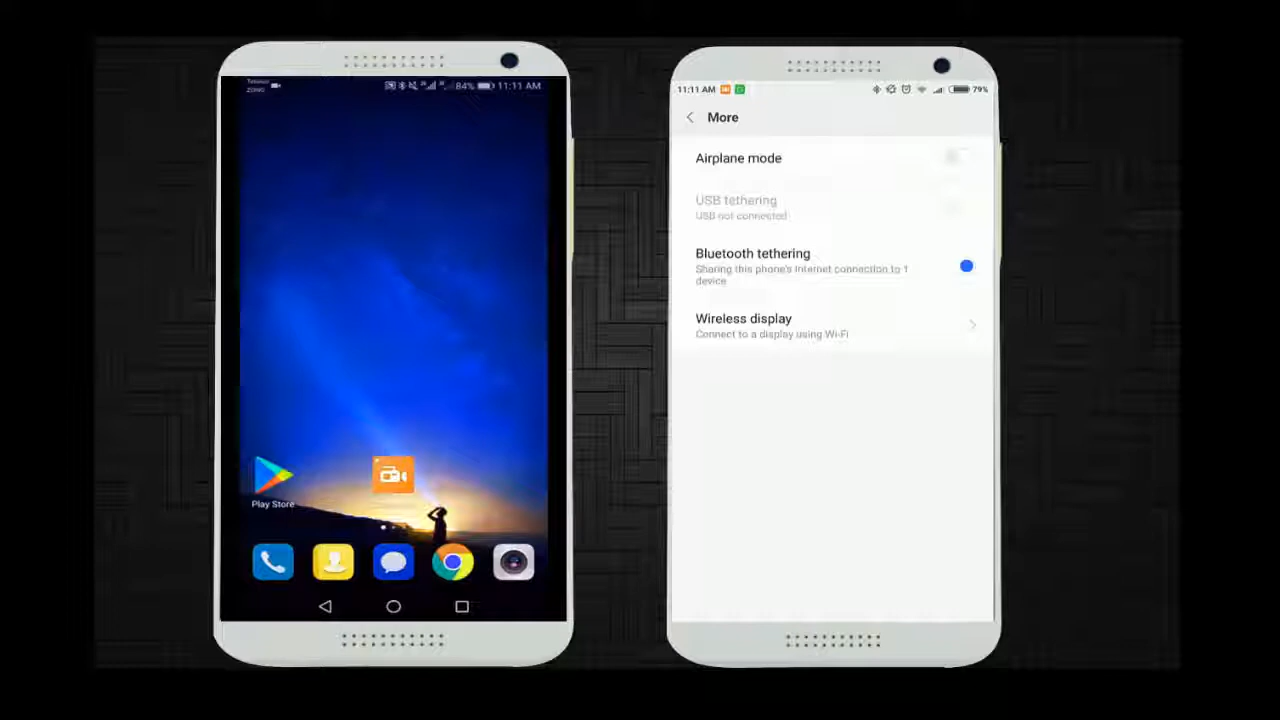 84% 11:11 AM
Play Store
11:11 AM 79%
More
Airplane mode
USB tethering
USB not connected
Bluetooth tethering
Sharing this phone's Internet connection to 1
device
Wireless display
Connect to a display using Wi-Fi